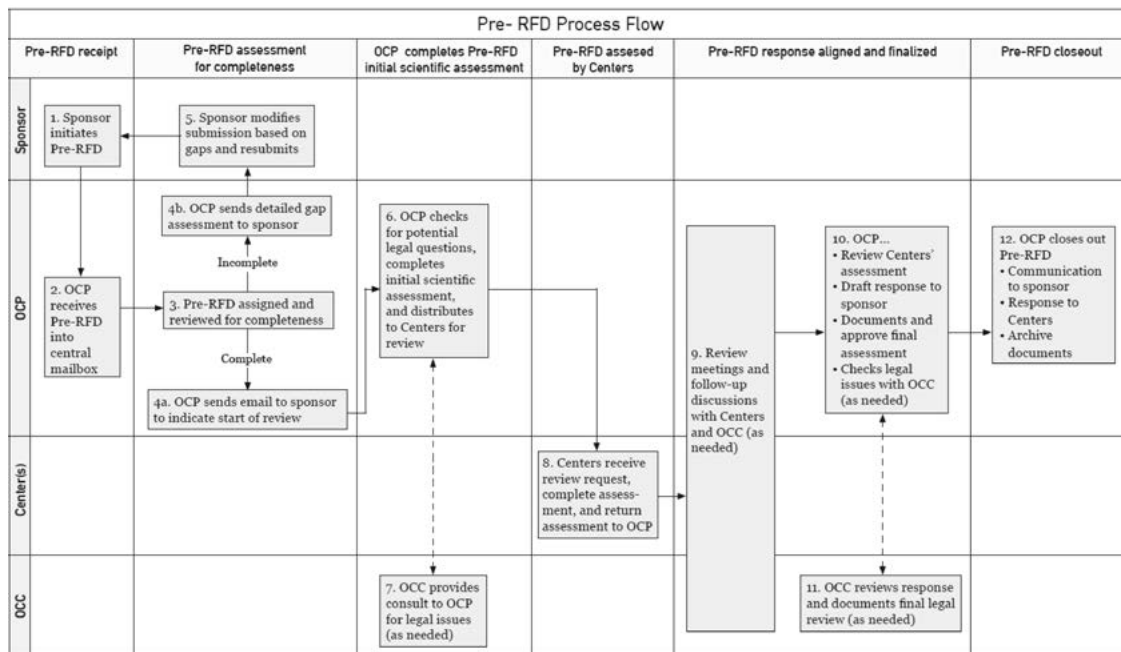 Pre- RFD Process Flow
Pre-RFD receipt
Pre-RFD assessment
for completeness
OCP completes Pre-RFD
initial scientific assessment
Pre-RFD assesed
by Centers
Pre-RFD response aligned and finalized
Pre-RFD closeout
Sponsor
1. Sponsor
initiates
Pre-RFD
5. Sponsor modifies
submission based on
gaps and resubmits
OCP
4b. OCP sends detailed gap
assessment to sponsor
Incomplete
2. OCP
receives
Pre-RFD
into
central
mailbox
3. Pre-RFD assigned and
reviewed for completeness
Complete
4a. OCP sends email to sponsor
to indicate start of review
6. OCP checks
for potential
legal questions,
completes
initial scientific
assessment,
and distributes
to Centers for
review
9. Review
meetings and
follow-up
discussions
with Centers
and OCC (as
needed)
10. OCP...
• Review Centers'
assessment
• Draft response to
sponsor
• Documents and
approve final
assessment
• Checks legal
issues with OCC
(as needed)
12. OCP closes out
Pre-RFD
• Communication
to sponsor
• Response to
Centers
• Archive
documents
Center(s)
8. Centers receive
review request,
complete assess-
ment, and return
assessment to OCP
OCC
7. OCC provides
consult to OCP
for legal issues
(as needed)
11. OCC reviews response
and documents final legal
review (as needed)